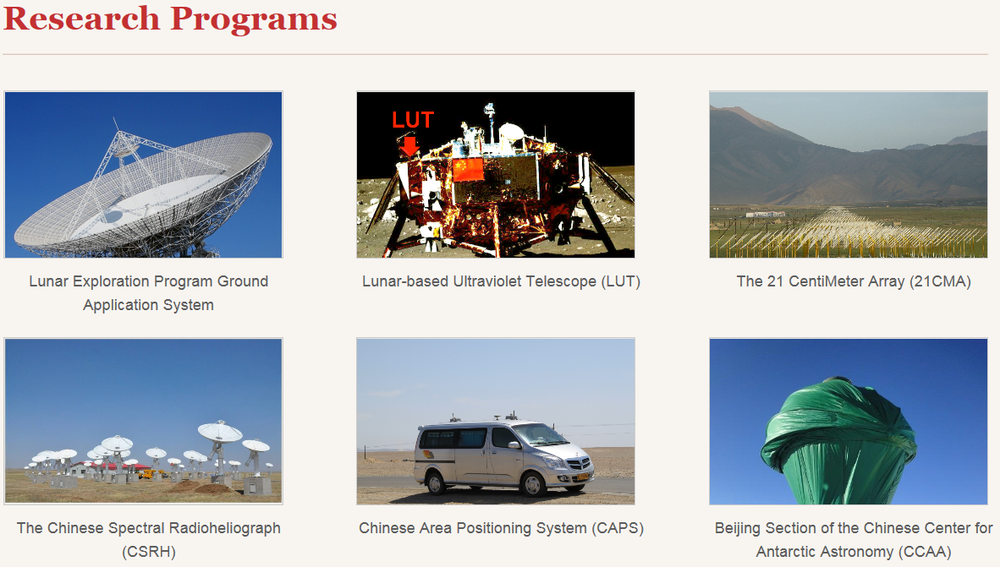 Research Programs
LUT
Lunar Exploration Program Ground
Application System
Lunar-based Ultraviolet Telescope (LUT)
The 21 CentiMeter Array (21CMA)
The Chinese Spectral Radioheliograph
(CSRH)
Chinese Area Positioning System (CAPS)
Beijing Section of the Chinese Center for
Antarctic Astronomy (CCAA)